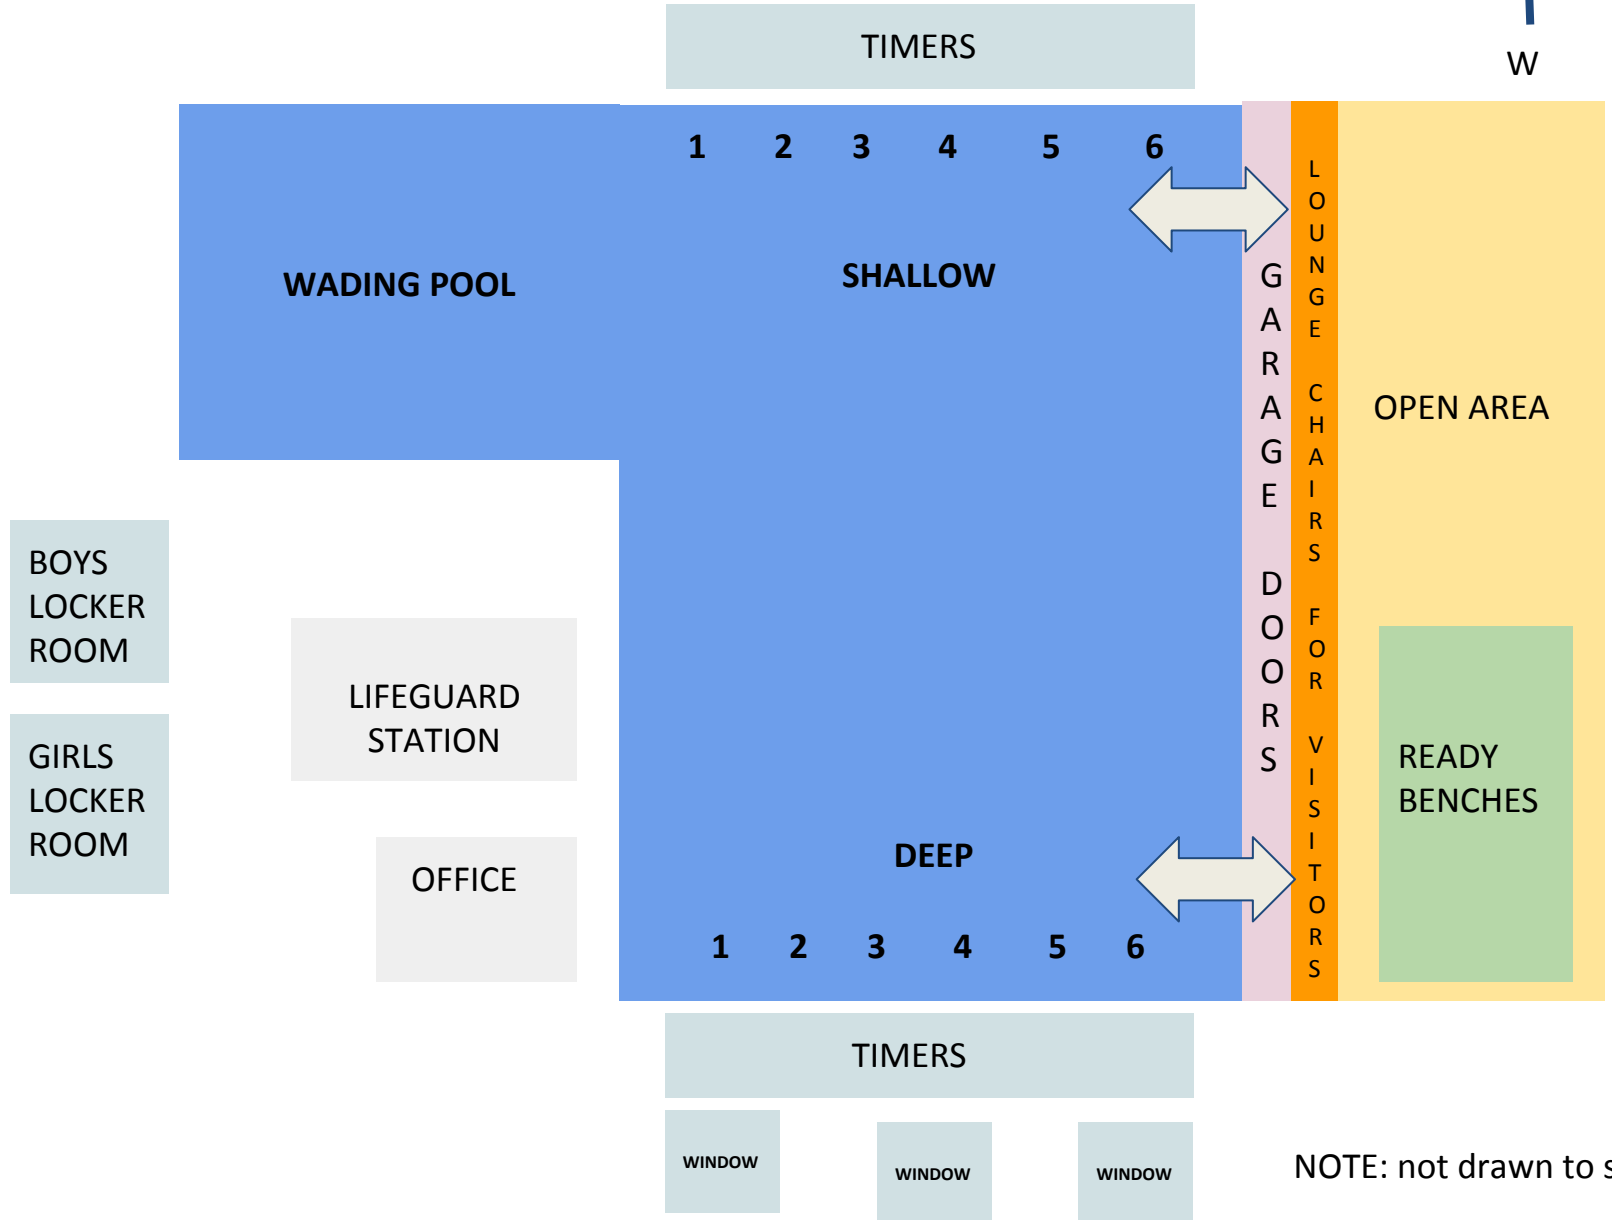 TIMERS
W
1 2 3 4 5 6
WADING POOL
SHALLOW
GARAGE DOORS
LOUNGE CHAIRS FOR VISITORS
OPEN AREA
BOYS
LOCKER
ROOM
LIFEGUARD
STATION
GIRLS
LOCKER
ROOM
READY
BENCHES
DEEP
OFFICE
1 2 3 4 5 6
TIMERS
WINDOW
WINDOW
WINDOW
NOTE: not drawn to